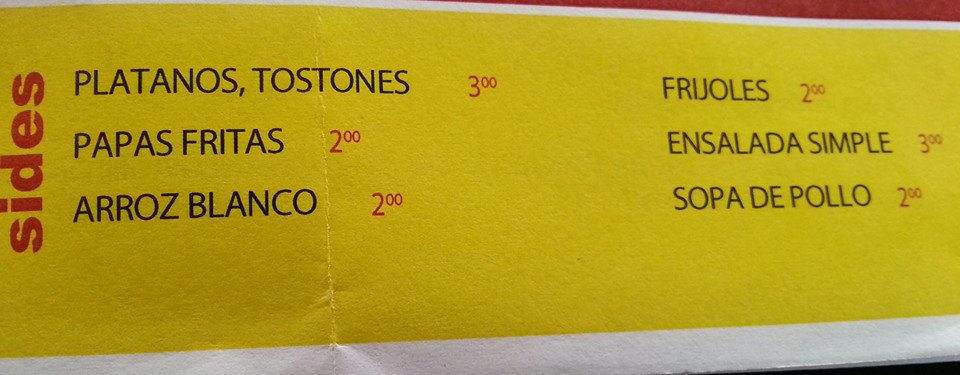 sides
PLATANOS, TOSTONES 3⁰⁰
PAPAS FRITAS 2⁰⁰
ARROZ BLANCO 2⁰⁰
FRIJOLES 2⁰⁰
ENSALADA SIMPLE 3⁰⁰
SOPA DE POLLO 2⁰⁰